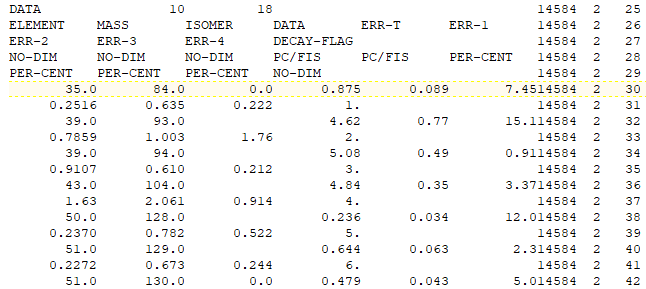 DATA 10 18 14584 2 25
ELEMENT MASS ISOMER DATA ERR-T ERR-1 14584 2 26
ERR-2 ERR-3 ERR-4 DECAY-FLAG 14584 2 27
NO-DIM NO-DIM NO-DIM PC/FIS PC/FIS PER-CENT 14584 2 28
PER-CENT PER-CENT PER-CENT NO-DIM 14584 2 29
35.0 84.0 0.0 0.875 0.089 7.4514584 2 30
0.2516 0.635 0.222 1. 14584 2 31
39.0 93.0 4.62 0.77 15.114584 2 32
0.7859 1.003 1.76 2. 14584 2 33
39.0 94.0 5.08 0.49 0.9114584 2 34
0.9107 0.610 0.212 3. 14584 2 35
43.0 104.0 4.84 0.35 3.3714584 2 36
1.63 2.061 0.914 4. 14584 2 37
50.0 128.0 0.236 0.034 12.014584 2 38
0.2370 0.782 0.522 5. 14584 2 39
51.0 129.0 0.644 0.063 2.314584 2 40
0.2272 0.673 0.244 6. 14584 2 41
51.0 130.0 0.0 0.479 0.043 5.014584 2 42